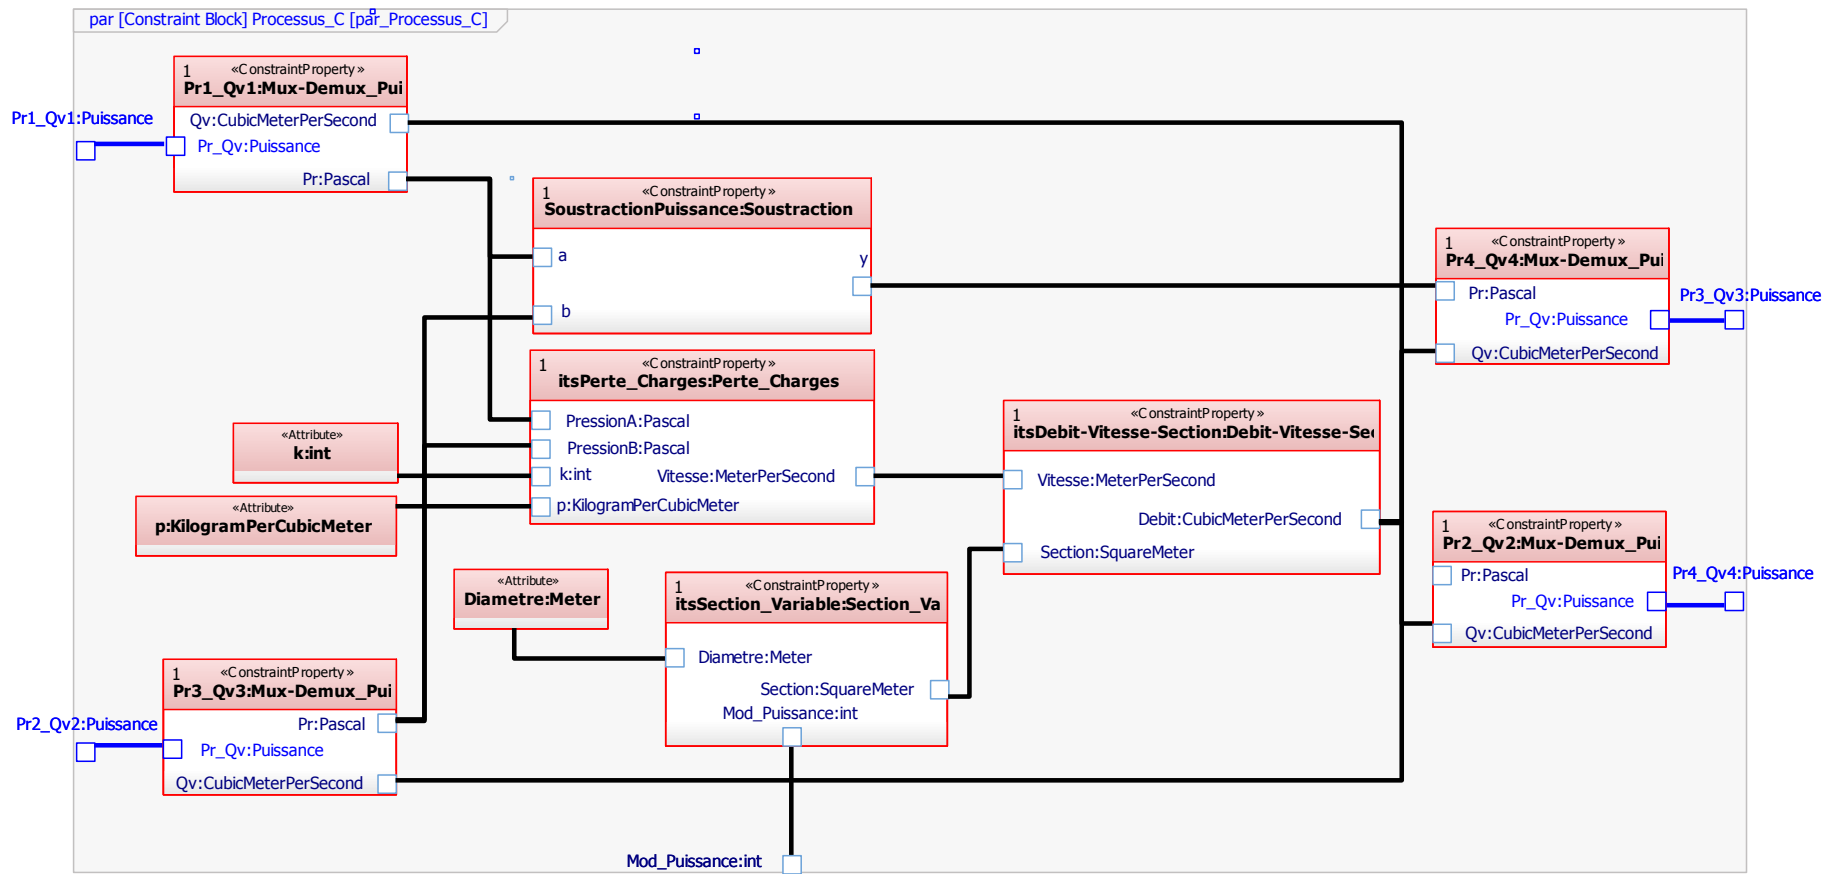 par [Constraint Block] Processus_C [par_Processus_C]
1 «ConstraintProperty»
Pr1_Qv1:Mux-Demux_Pui
Pr1_Qv1:Puissance
Qv:CubicMeterPerSecond
Pr_Qv:Puissance
Pr:Pascal
1 «ConstraintProperty»
SoustractionPuissance:Soustraction
a
y
b
1 «ConstraintProperty»
Pr4_Qv4:Mux-Demux_Pui
Pr:Pascal
Pr3_Qv3:Puissance
Pr_Qv:Puissance
Qv:CubicMeterPerSecond
1 «ConstraintProperty»
itsPerte_Charges:Perte_Charges
PressionA:Pascal
PressionB:Pascal
k:int
Vitesse:MeterPerSecond
p:KilogramPerCubicMeter
«Attribute»
k:int
«Attribute»
p:KilogramPerCubicMeter
1 «ConstraintProperty»
itsDebit-Vitesse-Section:Debit-Vitesse-Sec
Vitesse:MeterPerSecond
Debit:CubicMeterPerSecond
Section:SquareMeter
1 «ConstraintProperty»
Pr2_Qv2:Mux-Demux_Pui
Pr:Pascal
Pr4_Qv4:Puissance
Pr_Qv:Puissance
Qv:CubicMeterPerSecond
«Attribute»
Diametre:Meter
1 «ConstraintProperty»
itsSection_Variable:Section_Va
Diametre:Meter
Section:SquareMeter
Mod_Puissance:int
1 «ConstraintProperty»
Pr3_Qv3:Mux-Demux_Pui
Pr2_Qv2:Puissance
Pr:Pascal
Pr_Qv:Puissance
Qv:CubicMeterPerSecond
Mod_Puissance:int